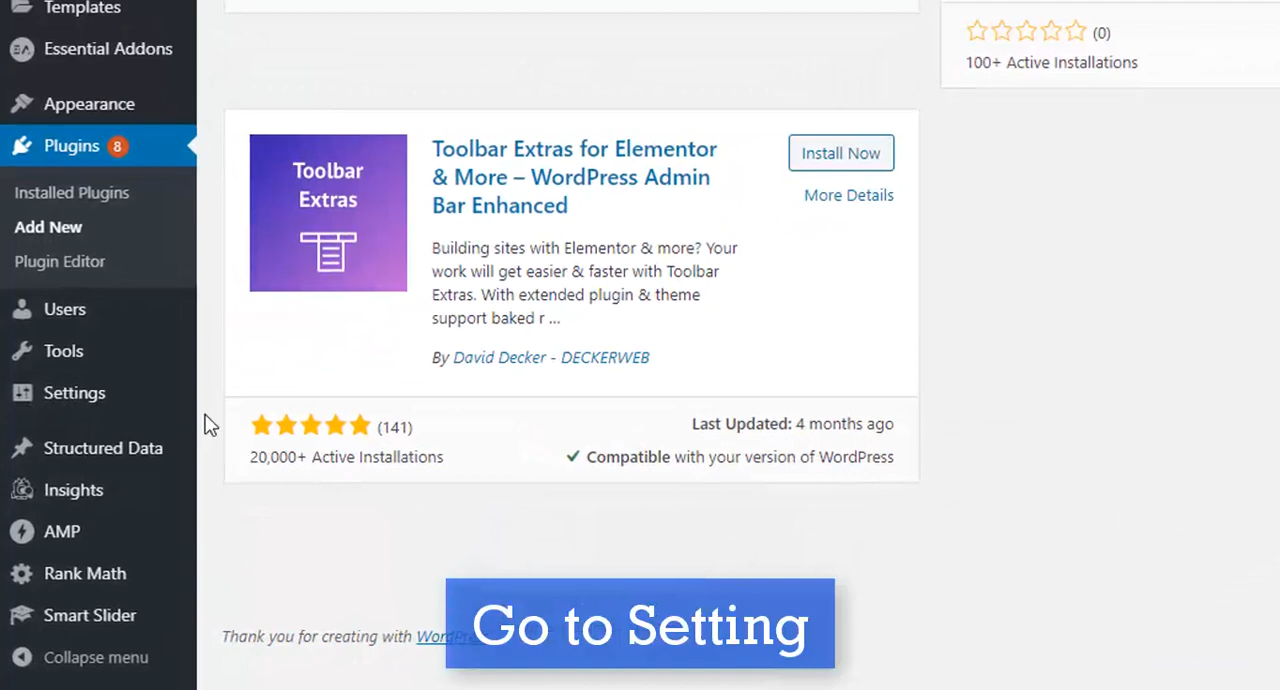 Templates
Essential Addons
Appearance
Plugins 8
Installed Plugins
Add New
Plugin Editor
Users
Tools
Settings
Structured Data
Insights
AMP
Rank Math
Smart Slider
Collapse menu
(0)
100+ Active Installations
Toolbar
Extras
Toolbar Extras for Elementor
& More – WordPress Admin
Bar Enhanced
Install Now
More Details
Building sites with Elementor & more? Your
work will get easier & faster with Toolbar
Extras. With extended plugin & theme
support baked r ...
By David Decker - DECKERWEB
(141)
Last Updated: 4 months ago
20,000+ Active Installations
Compatible with your version of WordPress
Thank you for creating with
Go to Setting